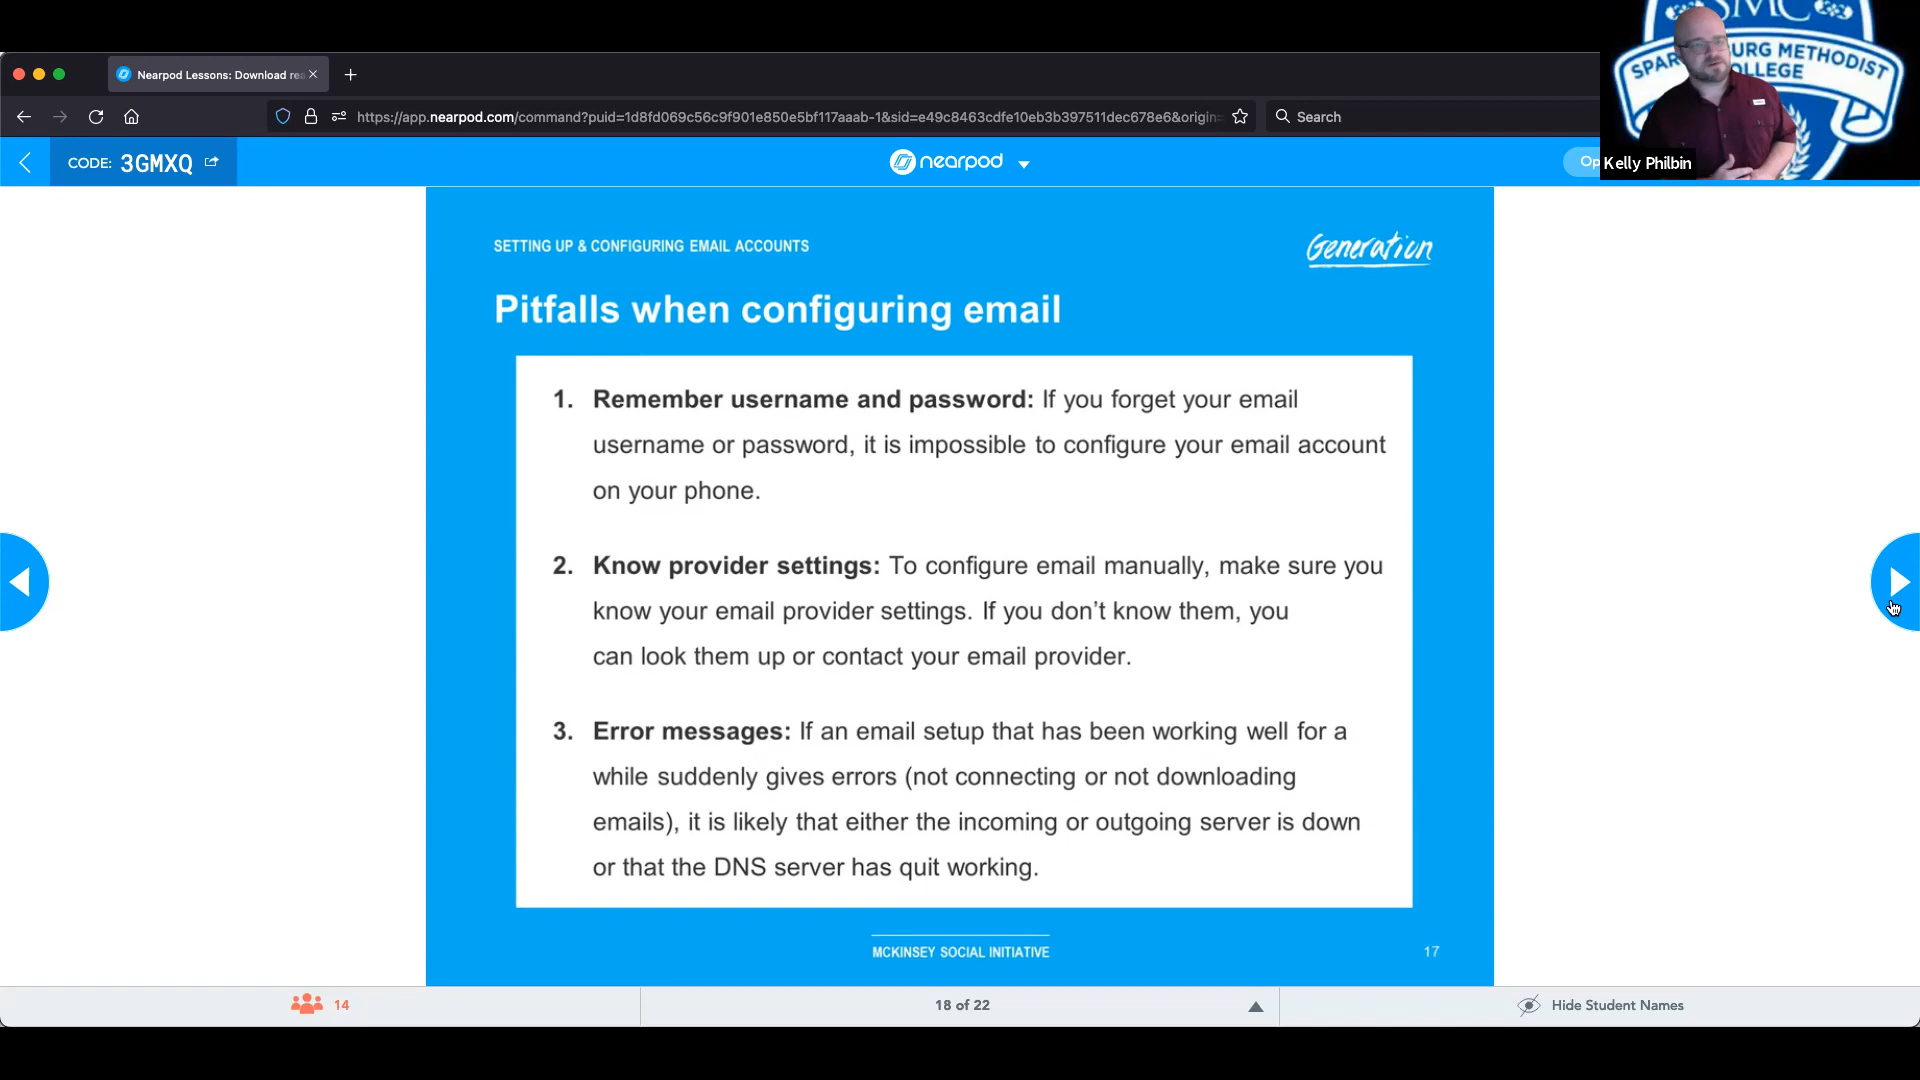 SMC
SPAR BURG METHODIST
OLLEGE
Kelly Philbin
Nearpod Lessons: Download rea
https://app.nearpod.com/command?puid=1d8fd069c56c9f901e850e5bf117aaab-1&sid=e49c8463cdfe10eb3b397511dec678e6&origin=
Search
CODE: 3GMXQ
nearpod
Op
SETTING UP & CONFIGURING EMAIL ACCOUNTS
Generation
Pitfalls when configuring email
1. Remember username and password: If you forget your email
username or password, it is impossible to configure your email account
on your phone.
2. Know provider settings: To configure email manually, make sure you
know your email provider settings. If you don’t know them, you
can look them up or contact your email provider.
3. Error messages: If an email setup that has been working well for a
while suddenly gives errors (not connecting or not downloading
emails), it is likely that either the incoming or outgoing server is down
or that the DNS server has quit working.
MCKINSEY SOCIAL INITIATIVE
17
14
18 of 22
Hide Student Names